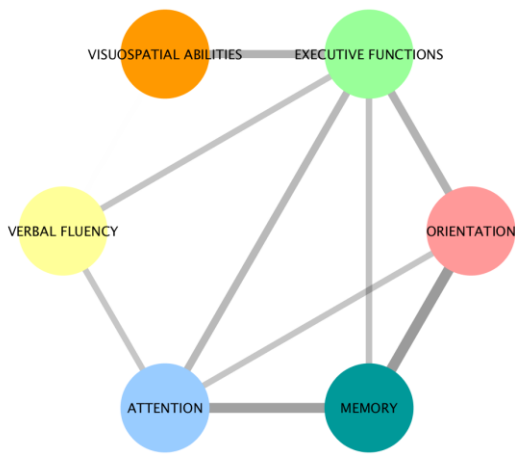 VISUOSPATIAL ABILITIES
EXECUTIVE FUNCTIONS
VERBAL FLUENCY
ORIENTATION
ATTENTION
MEMORY